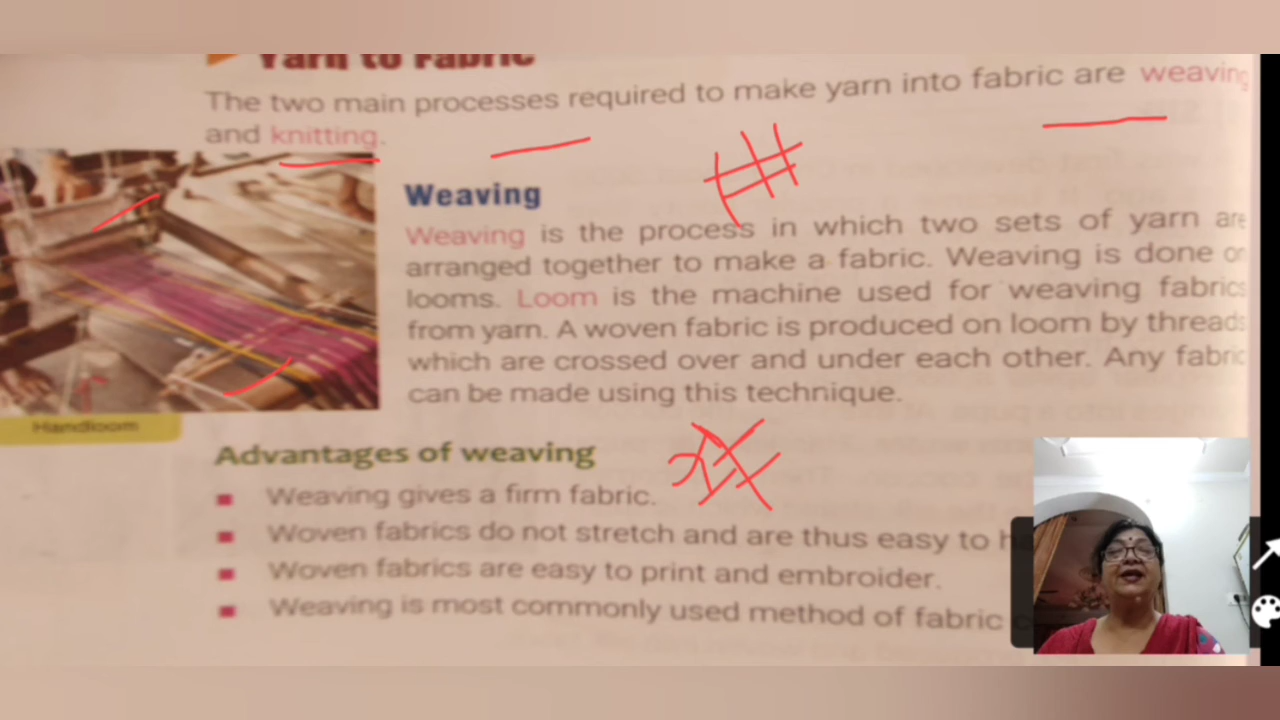 Yarn to Fabric
The two main processes required to make yarn into fabric are weaving
and knitting.
Weaving
Weaving is the process in which two sets of yarn are
arranged together to make a fabric. Weaving is done on
looms. Loom is the machine used for weaving fabrics
from yarn. A woven fabric is produced on loom by threads
which are crossed over and under each other. Any fabric
can be made using this technique.
Handloom
Advantages of weaving
Weaving gives a firm fabric.
Woven fabrics do not stretch and are thus easy to
Woven fabrics are easy to print and embroider.
Weaving is most commonly used method of fabric